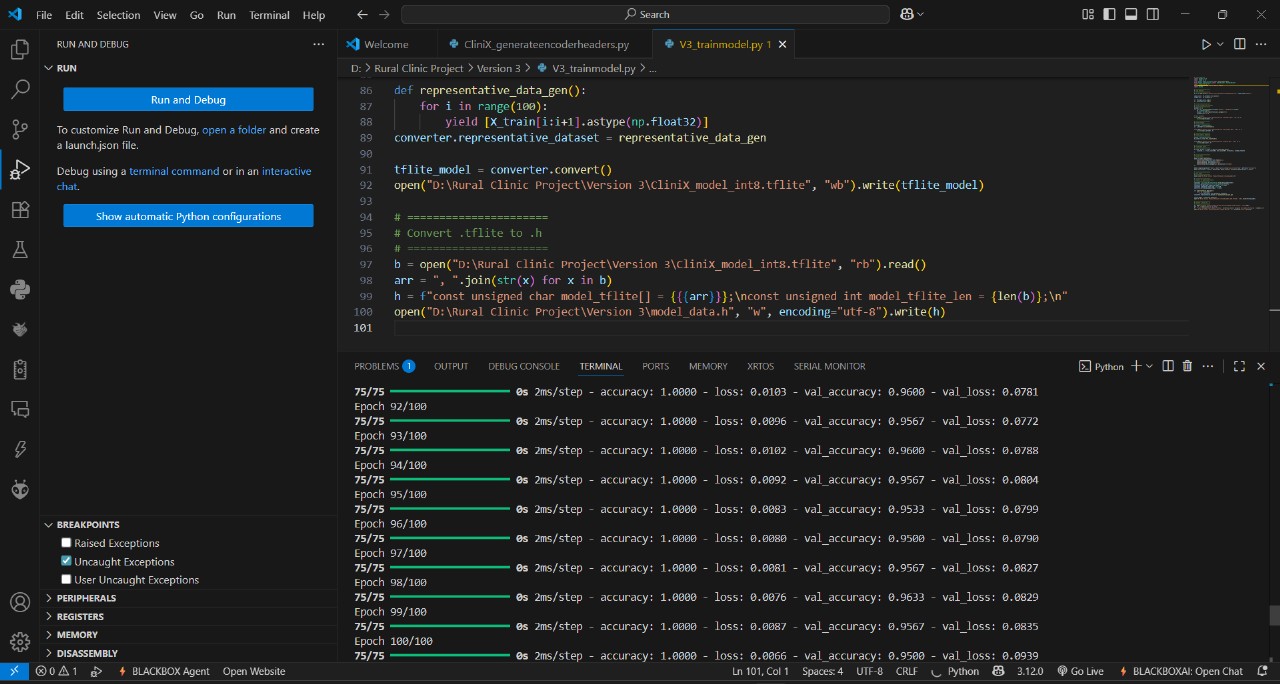 File Edit Selection View Go Run Terminal Help
Search
RUN AND DEBUG
Welcome
CliniX_generateencoderheaders.py
V3_trainmodel.py 1
RUN
D: > Rural Clinic Project > Version 3 > V3_trainmodel.py > ...
Run and Debug
To customize Run and Debug, open a folder and create
a launch.json file.
Debug using a terminal command or in an interactive
chat.
Show automatic Python configurations
86 def representative_data_gen():
87 for i in range(100):
88 yield [X_train[i:i+1].astype(np.float32)]
89 converter.representative_dataset = representative_data_gen
90
91 tflite_model = converter.convert()
92 open("D:\Rural Clinic Project\Version 3\CliniX_model_int8.tflite", "wb").write(tflite_model)
93
94 # ======================
95 # Convert .tflite to .h
96 # ======================
97 b = open("D:\Rural Clinic Project\Version 3\CliniX_model_int8.tflite", "rb").read()
98 arr = ", ".join(str(x) for x in b)
99 h = f"const unsigned char model_tflite[] = {{{arr}}};\nconst unsigned int model_tflite_len = {len(b)};\n"
100 open("D:\Rural Clinic Project\Version 3\model_data.h", "w", encoding="utf-8").write(h)
101
PROBLEMS 1 OUTPUT DEBUG CONSOLE TERMINAL PORTS MEMORY XRTOS SERIAL MONITOR
Python
75/75 0s 2ms/step - accuracy: 1.0000 - loss: 0.0103 - val_accuracy: 0.9600 - val_loss: 0.0781
Epoch 92/100
75/75 0s 2ms/step - accuracy: 1.0000 - loss: 0.0096 - val_accuracy: 0.9567 - val_loss: 0.0772
Epoch 93/100
75/75 0s 2ms/step - accuracy: 1.0000 - loss: 0.0102 - val_accuracy: 0.9600 - val_loss: 0.0788
Epoch 94/100
75/75 0s 2ms/step - accuracy: 1.0000 - loss: 0.0092 - val_accuracy: 0.9567 - val_loss: 0.0804
Epoch 95/100
75/75 0s 2ms/step - accuracy: 1.0000 - loss: 0.0083 - val_accuracy: 0.9533 - val_loss: 0.0799
Epoch 96/100
75/75 0s 2ms/step - accuracy: 1.0000 - loss: 0.0080 - val_accuracy: 0.9500 - val_loss: 0.0790
Epoch 97/100
75/75 0s 2ms/step - accuracy: 1.0000 - loss: 0.0081 - val_accuracy: 0.9567 - val_loss: 0.0827
Epoch 98/100
75/75 0s 2ms/step - accuracy: 1.0000 - loss: 0.0076 - val_accuracy: 0.9633 - val_loss: 0.0829
Epoch 99/100
75/75 0s 2ms/step - accuracy: 1.0000 - loss: 0.0087 - val_accuracy: 0.9567 - val_loss: 0.0835
Epoch 100/100
75/75 0s 2ms/step - accuracy: 1.0000 - loss: 0.0066 - val_accuracy: 0.9500 - val_loss: 0.0939
BREAKPOINTS
Raised Exceptions
Uncaught Exceptions
User Uncaught Exceptions
PERIPHERALS
REGISTERS
MEMORY
DISASSEMBLY
0 1 BLACKBOX Agent Open Website
Ln 101, Col 1 Spaces: 4 UTF-8 CRLF Python 3.12.0 Go Live BLACKBOXAI: Open Chat